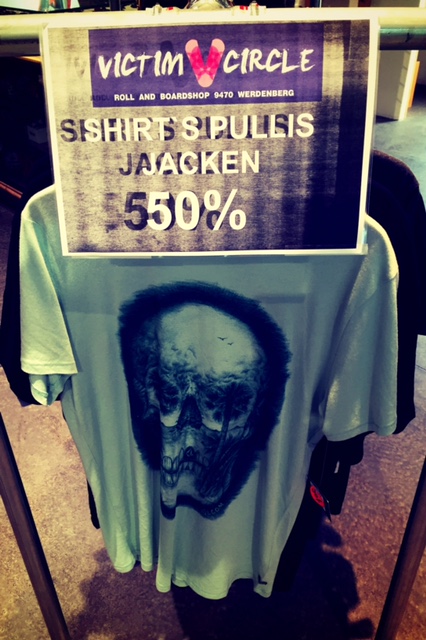 VICTIM CIRCLE
ROLL AND BOARDSHOP 9470 WERDENBERG
SHIRTS PULLIS
JACKEN
50%